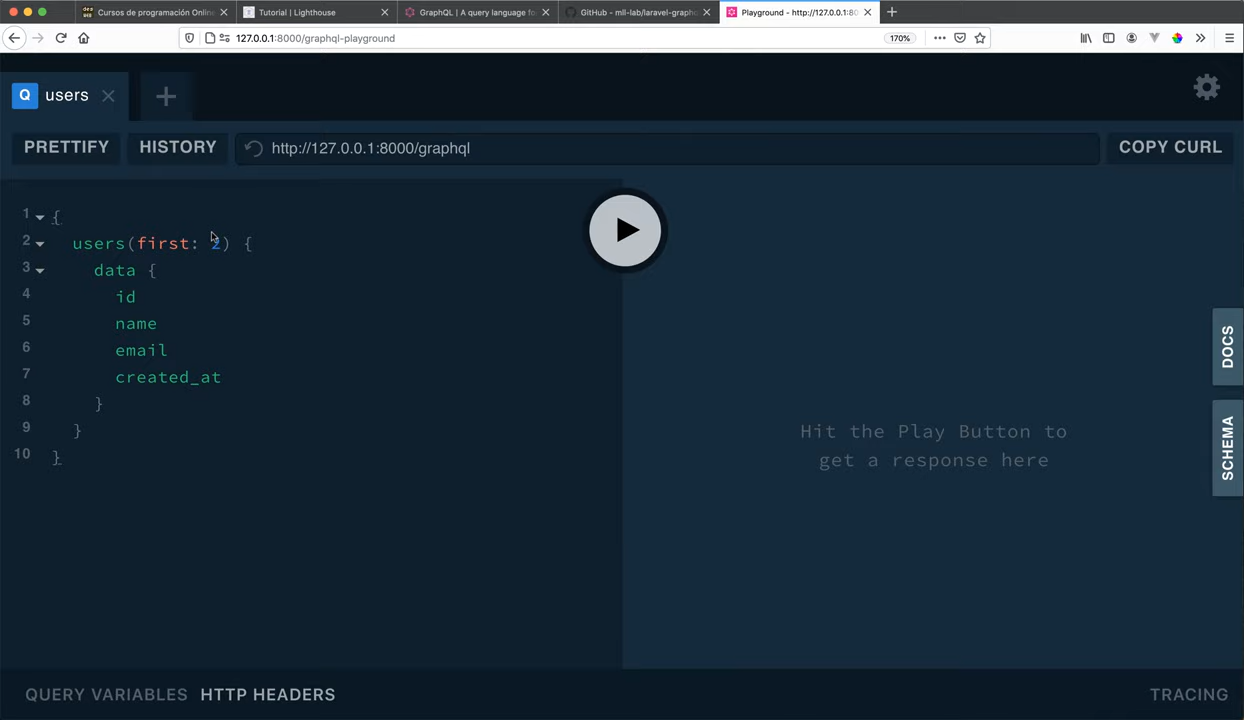 Cursos de programación Online
Tutorial | Lighthouse
GraphQL | A query language fo
GitHub - mll-lab/laravel-graphq
Playground - http://127.0.0.1:80
127.0.0.1:8000/graphql-playground
170%
Q users
PRETTIFY
HISTORY
http://127.0.0.1:8000/graphql
COPY CURL
1 {
2 users(first: 2) {
3 data {
4 id
5 name
6 email
7 created_at
8 }
9 }
10 }
Hit the Play Button to
get a response here
DOCS
SCHEMA
QUERY VARIABLES
HTTP HEADERS
TRACING